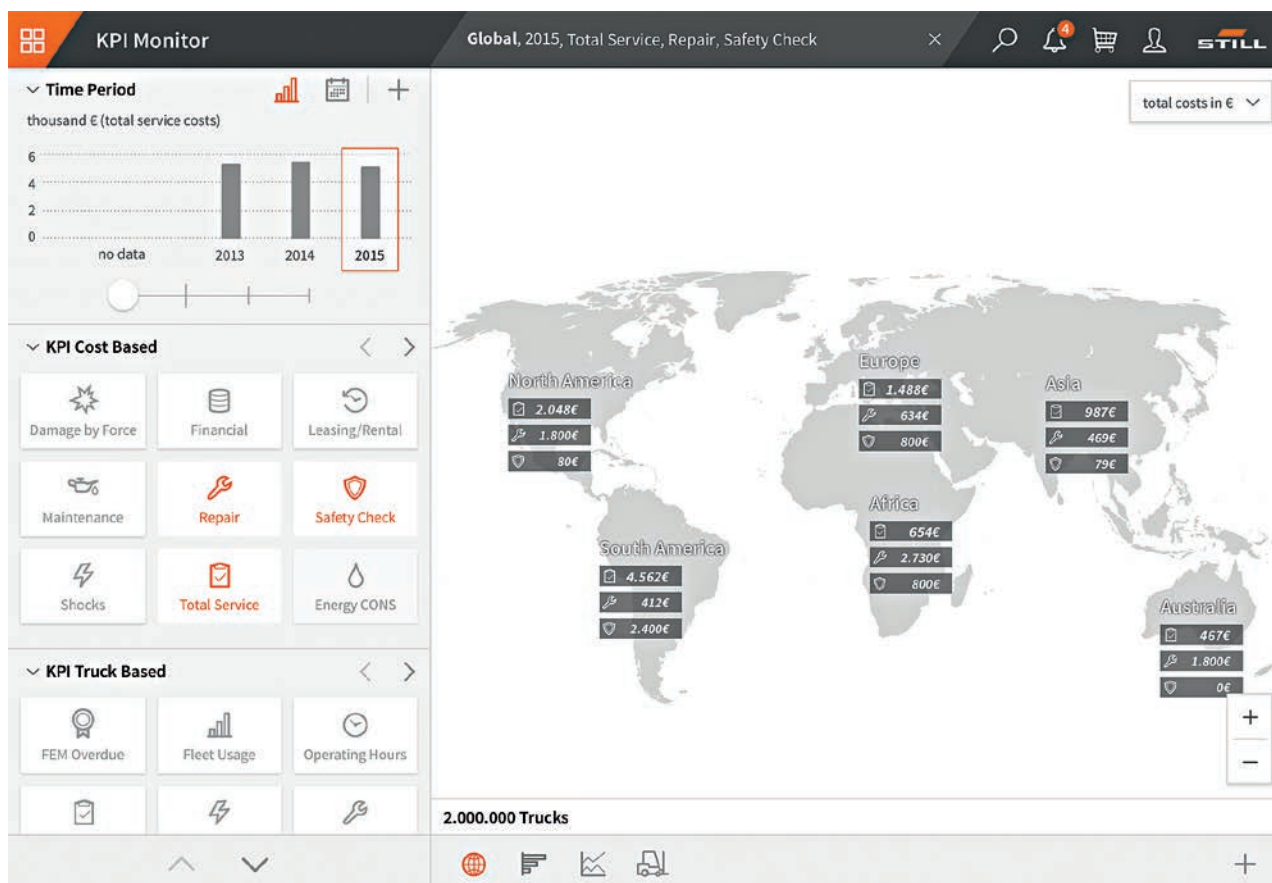 KPI Monitor
Global, 2015, Total Service, Repair, Safety Check
4
STILL
Time Period
thousand € (total service costs)
6
4
2
0
no data 2013 2014 2015
KPI Cost Based
Damage by Force Financial Leasing/Rental
Maintenance Repair Safety Check
Shocks Total Service Energy CONS
KPI Truck Based
FEM Overdue Fleet Usage Operating Hours
total costs in €
North America
2.048€
1.800€
80€
Europe
1.488€
634€
800€
Asia
987€
469€
79€
South America
4.562€
412€
2.400€
Africa
654€
2.730€
800€
Australia
467€
1.800€
0€
+
−
2.000.000 Trucks